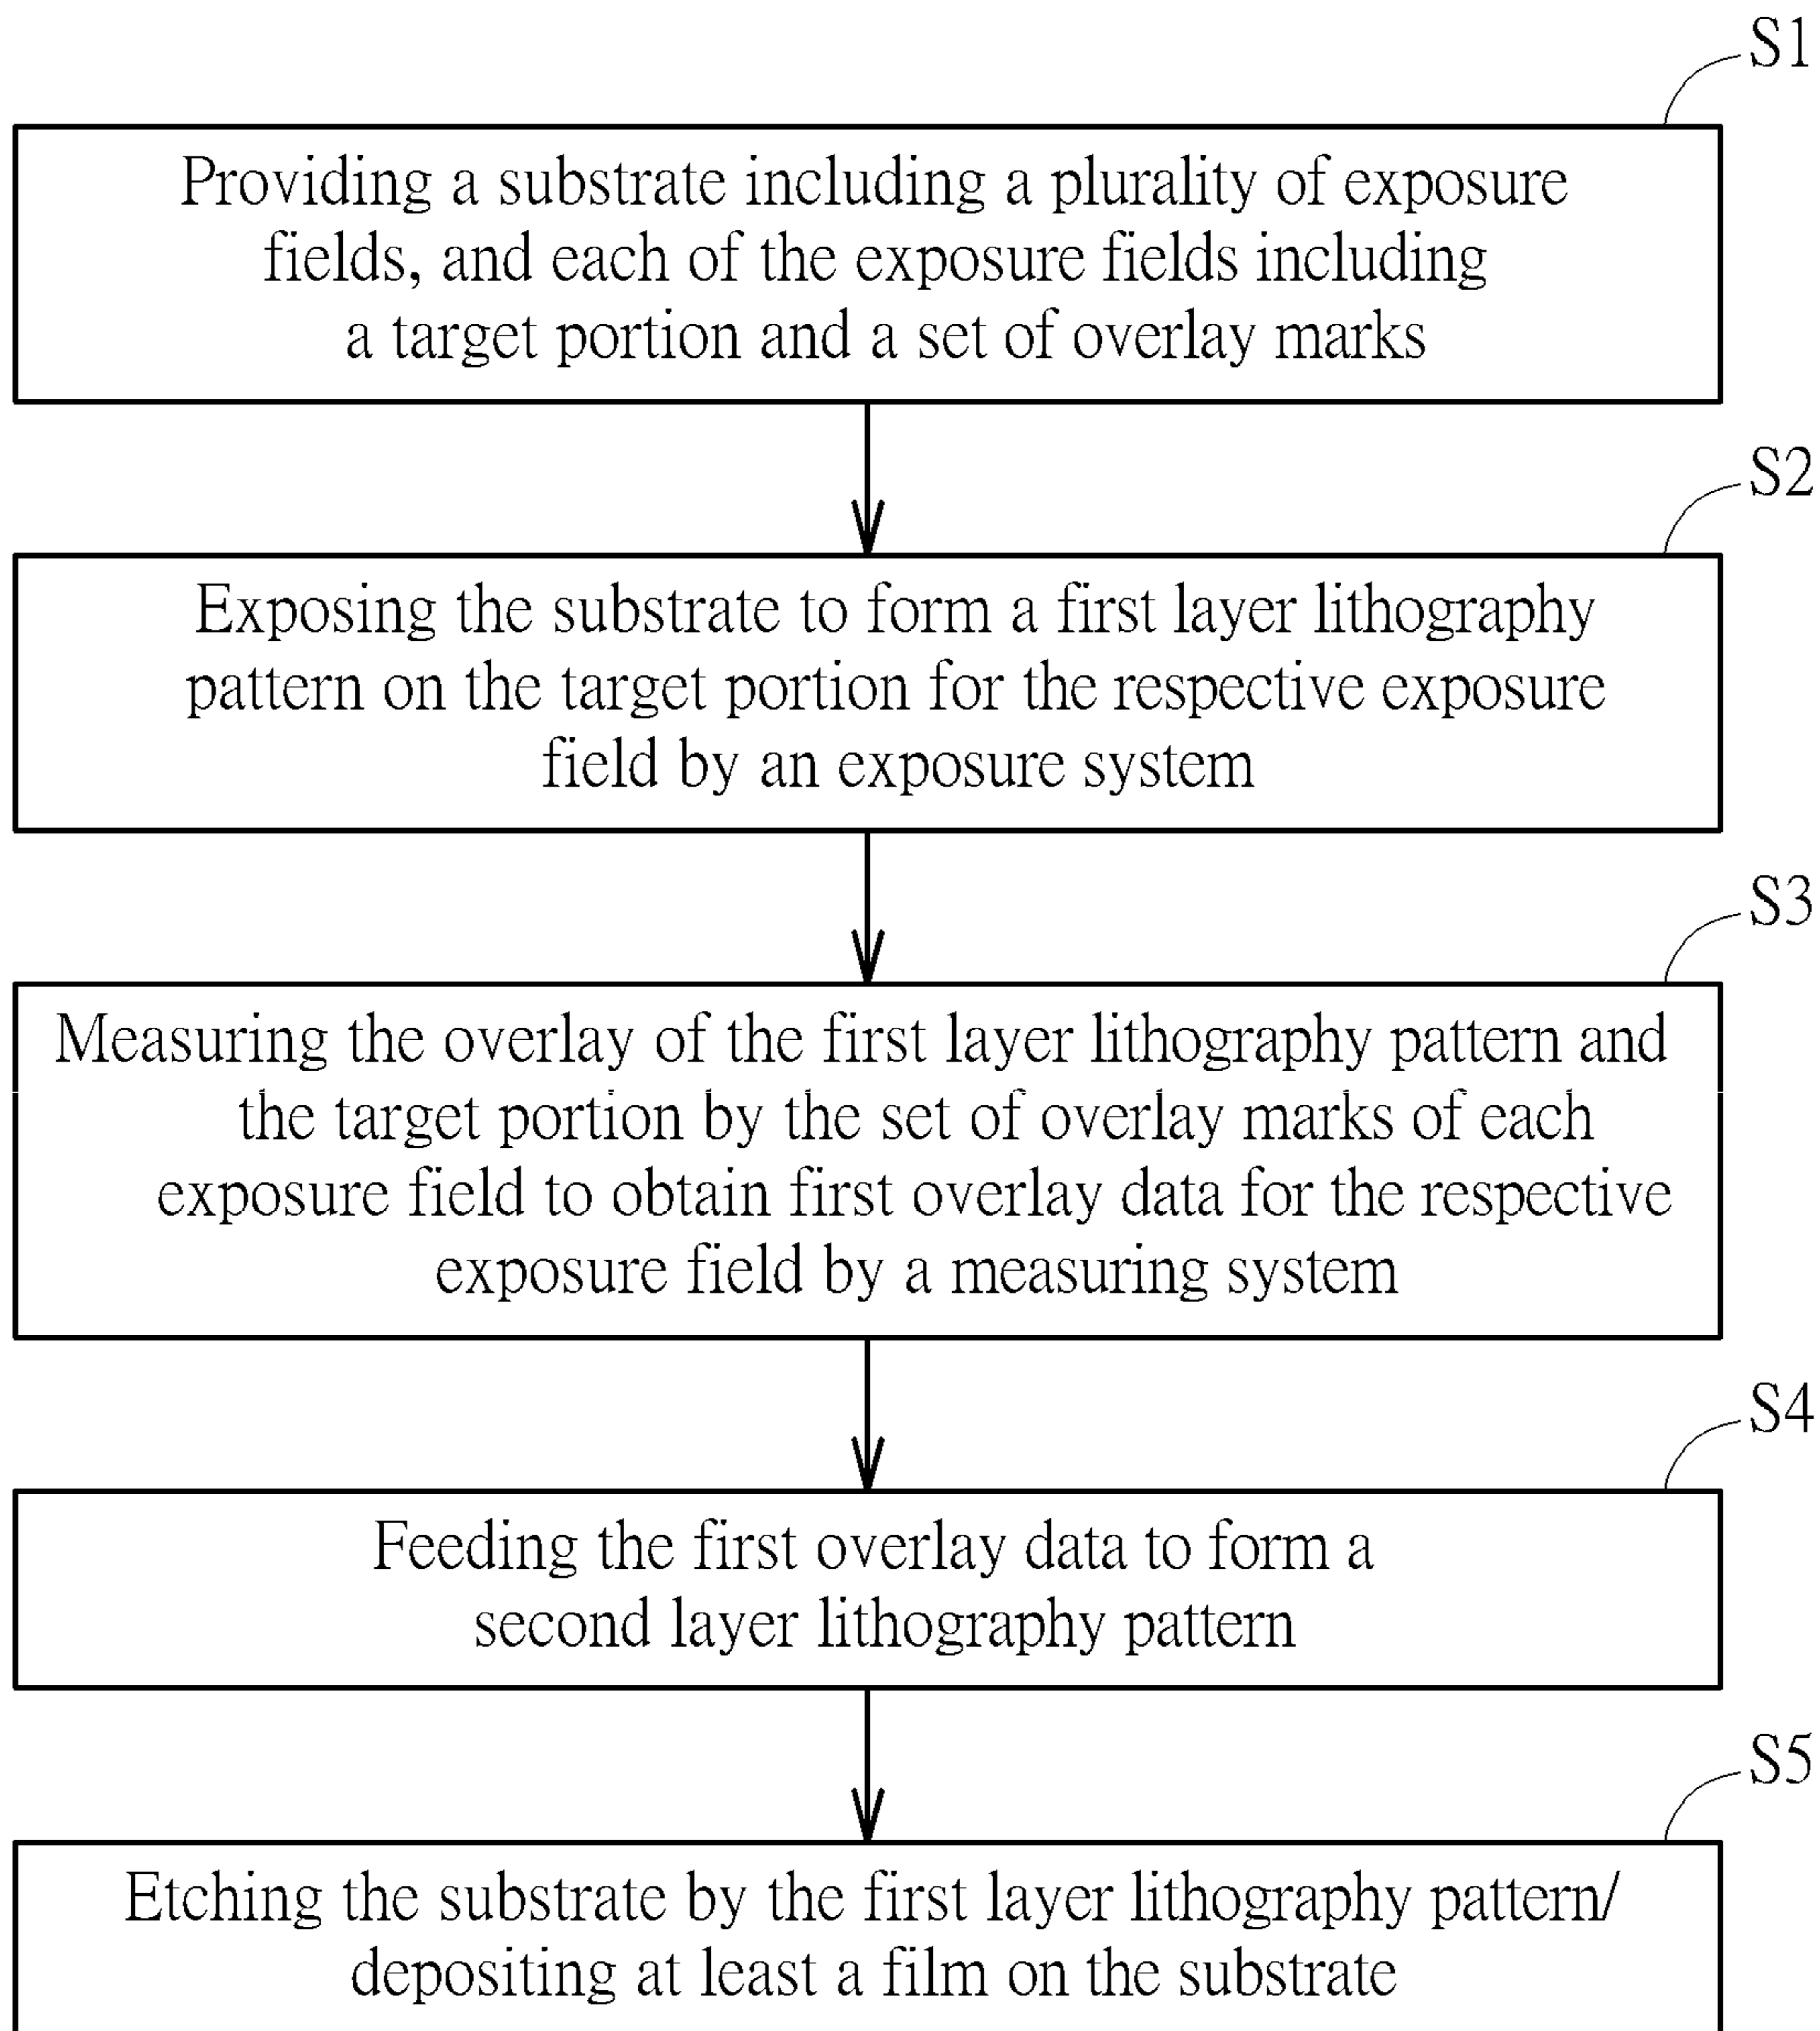 S1
Providing a substrate including a plurality of exposure
fields, and each of the exposure fields including
a target portion and a set of overlay marks
S2
Exposing the substrate to form a first layer lithography
pattern on the target portion for the respective exposure
field by an exposure system
S3
Measuring the overlay of the first layer lithography pattern and
the target portion by the set of overlay marks of each
exposure field to obtain first overlay data for the respective
exposure field by a measuring system
S4
Feeding the first overlay data to form a
second layer lithography pattern
S5
Etching the substrate by the first layer lithography pattern/
depositing at least a film on the substrate